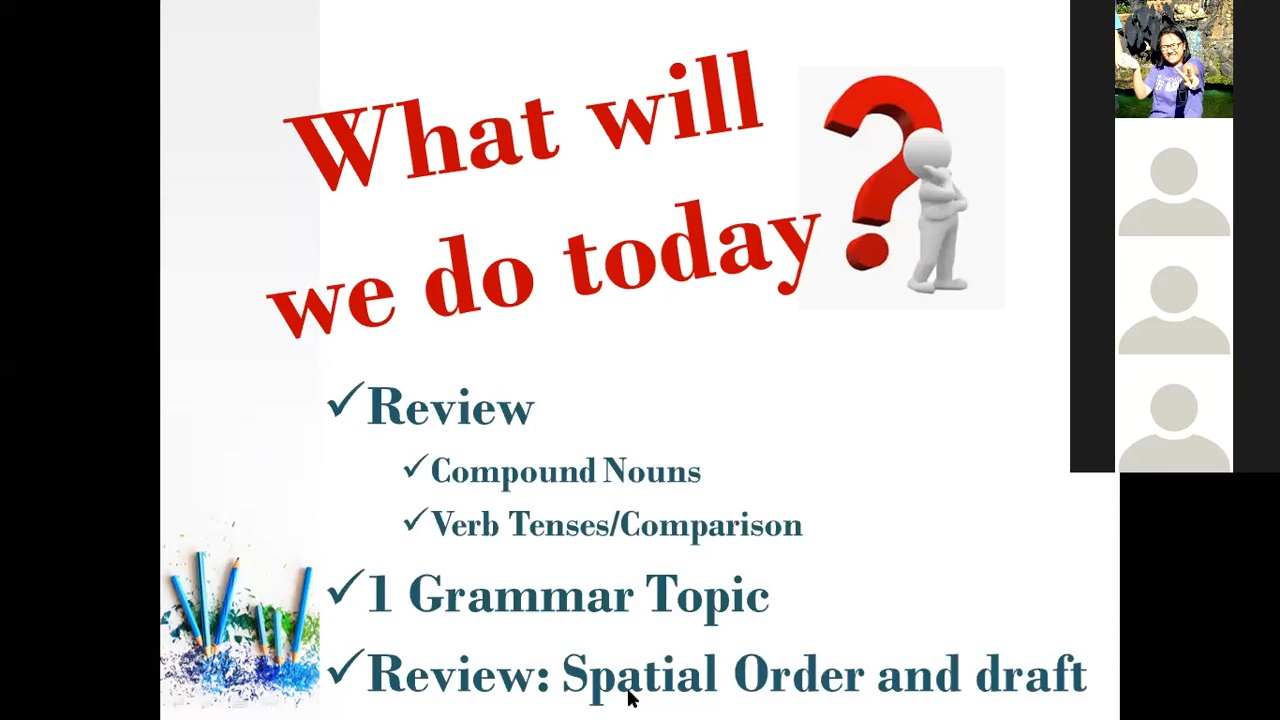 What will
we do today
Review
Compound Nouns
Verb Tenses/Comparison
1 Grammar Topic
Review: Spatial Order and draft